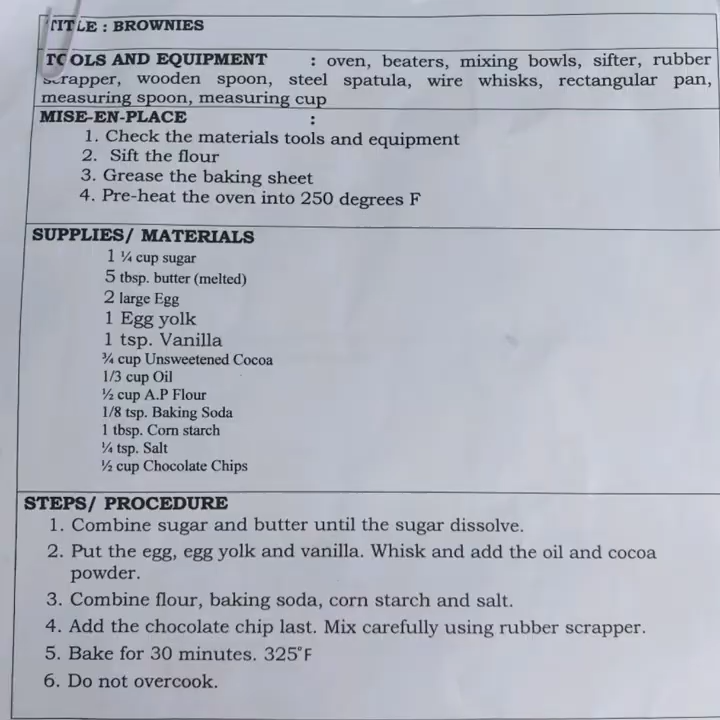 TITLE : BROWNIES
TOOLS AND EQUIPMENT : oven, beaters, mixing bowls, sifter, rubber
scrapper, wooden spoon, steel spatula, wire whisks, rectangular pan,
measuring spoon, measuring cup
MISE-EN-PLACE :
1. Check the materials tools and equipment
2. Sift the flour
3. Grease the baking sheet
4. Pre-heat the oven into 250 degrees F
SUPPLIES/ MATERIALS
1 ¼ cup sugar
5 tbsp. butter (melted)
2 large Egg
1 Egg yolk
1 tsp. Vanilla
¾ cup Unsweetened Cocoa
1/3 cup Oil
½ cup A.P Flour
1/8 tsp. Baking Soda
1 tbsp. Corn starch
¼ tsp. Salt
½ cup Chocolate Chips
STEPS/ PROCEDURE
1. Combine sugar and butter until the sugar dissolve.
2. Put the egg, egg yolk and vanilla. Whisk and add the oil and cocoa
powder.
3. Combine flour, baking soda, corn starch and salt.
4. Add the chocolate chip last. Mix carefully using rubber scrapper.
5. Bake for 30 minutes. 325°F
6. Do not overcook.